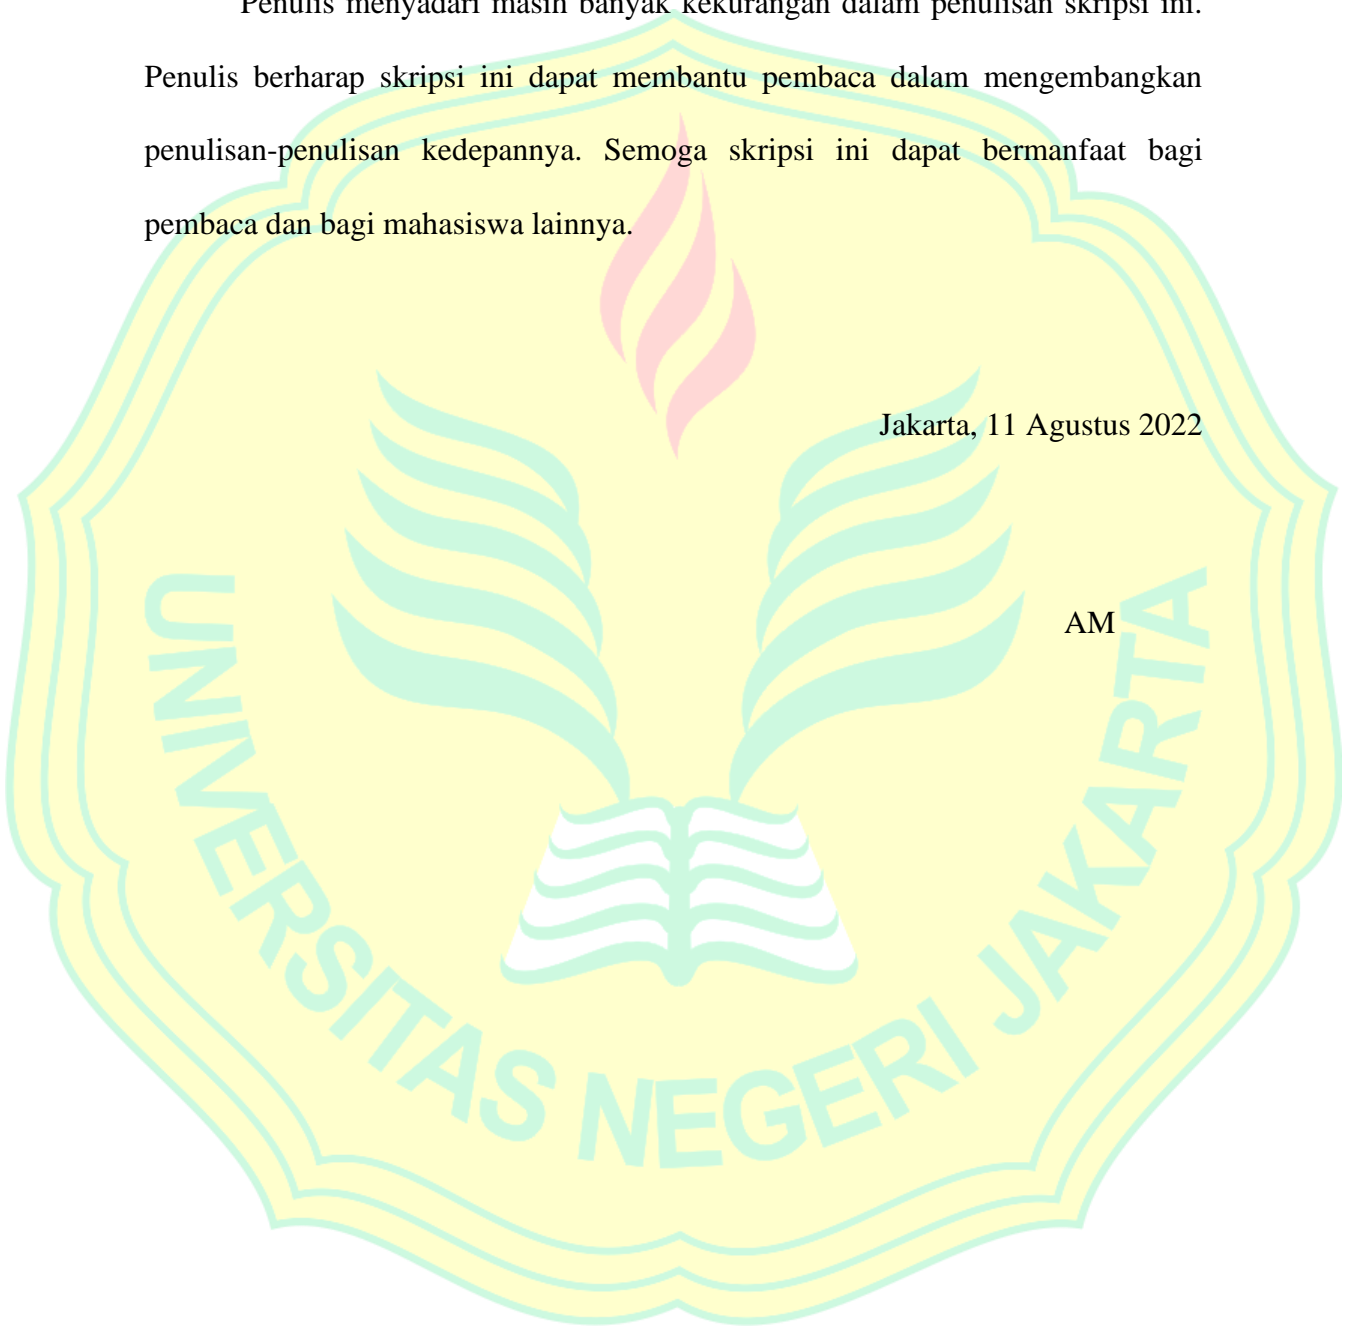 Penulis menyadari masih banyak kekurangan dalam penulisan skripsi ini.
Penulis berharap skripsi ini dapat membantu pembaca dalam mengembangkan
penulisan-penulisan kedepannya. Semoga skripsi ini dapat bermanfaat bagi
pembaca dan bagi mahasiswa lainnya.
Jakarta, 11 Agustus 2022
AM
UNIVERSITAS NEGERI JAKARTA